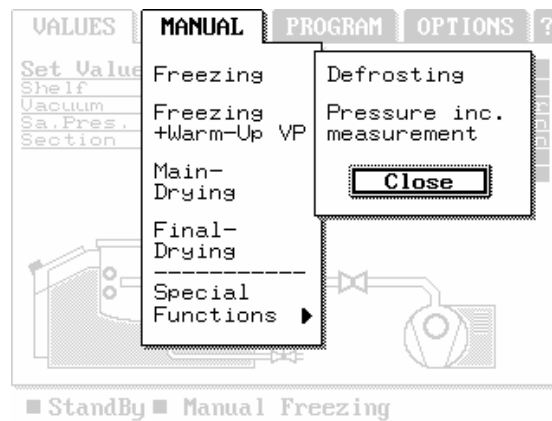 VALUES MANUAL PROGRAM OPTIONS ?
Set Value
Shelf
Vacuum
Sa.Pres.
Section
Freezing
Freezing
+Warm-Up VP
Main-
Drying
Final-
Drying
-----------
Special
Functions ▶
Defrosting
Pressure inc.
measurement
Close
■ StandBy ■ Manual Freezing